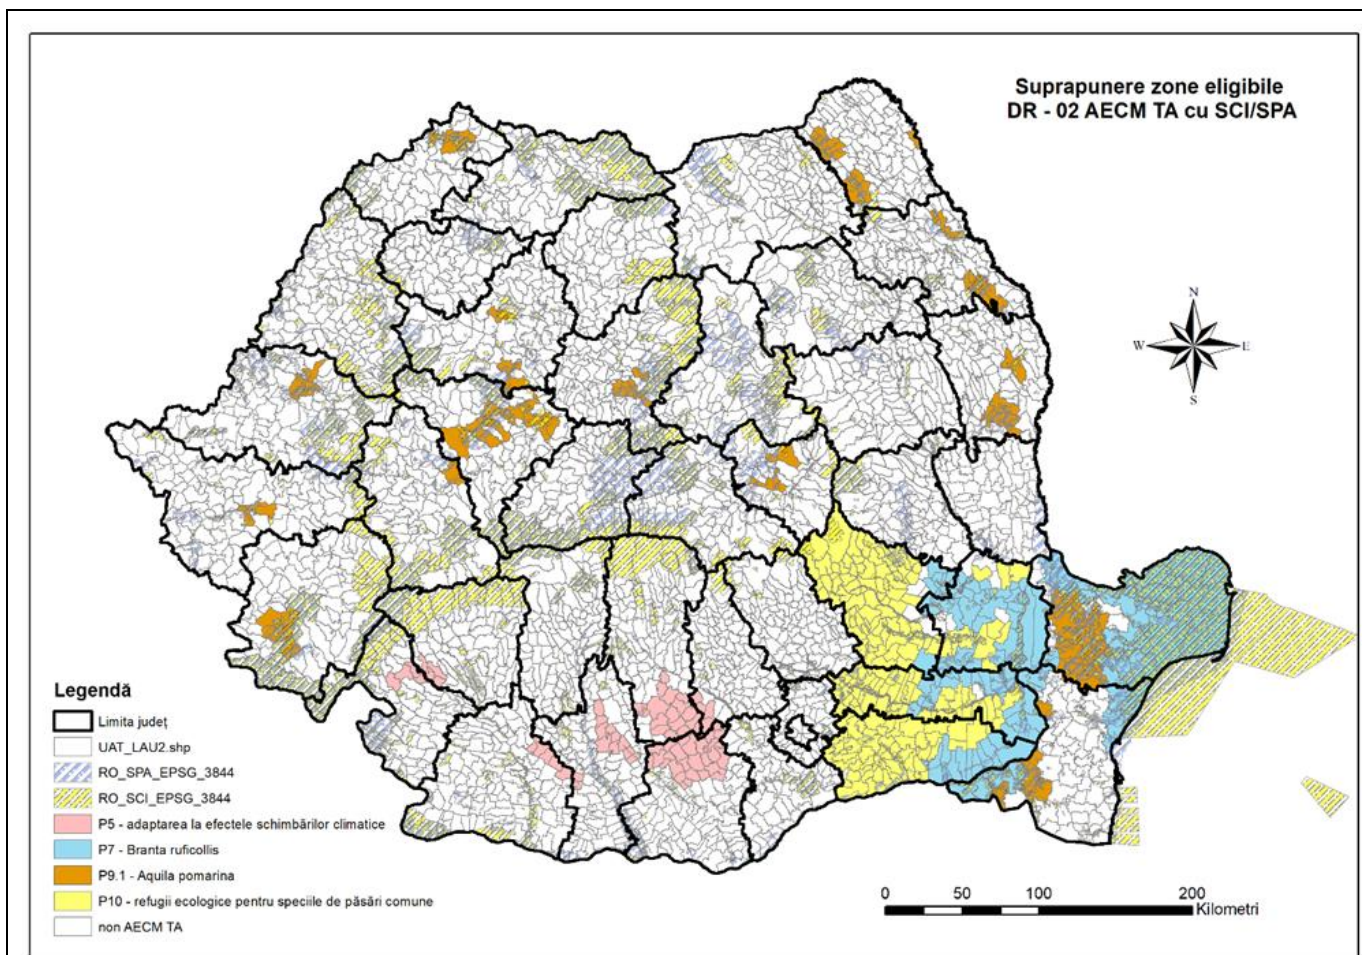 Suprapunere zone eligibile
DR - 02 AECM TA cu SCI/SPA
N
W
E
S
Legendă
Limita județ
UAT_LAU2.shp
RO_SPA_EPSG_3844
RO_SCI_EPSG_3844
P5 - adaptarea la efectele schimbărilor climatice
P7 - Branta ruficollis
P9.1 - Aquila pomarina
P10 - refugii ecologice pentru speciile de păsări comune
non AECM TA
0 50 100 200
Kilometri